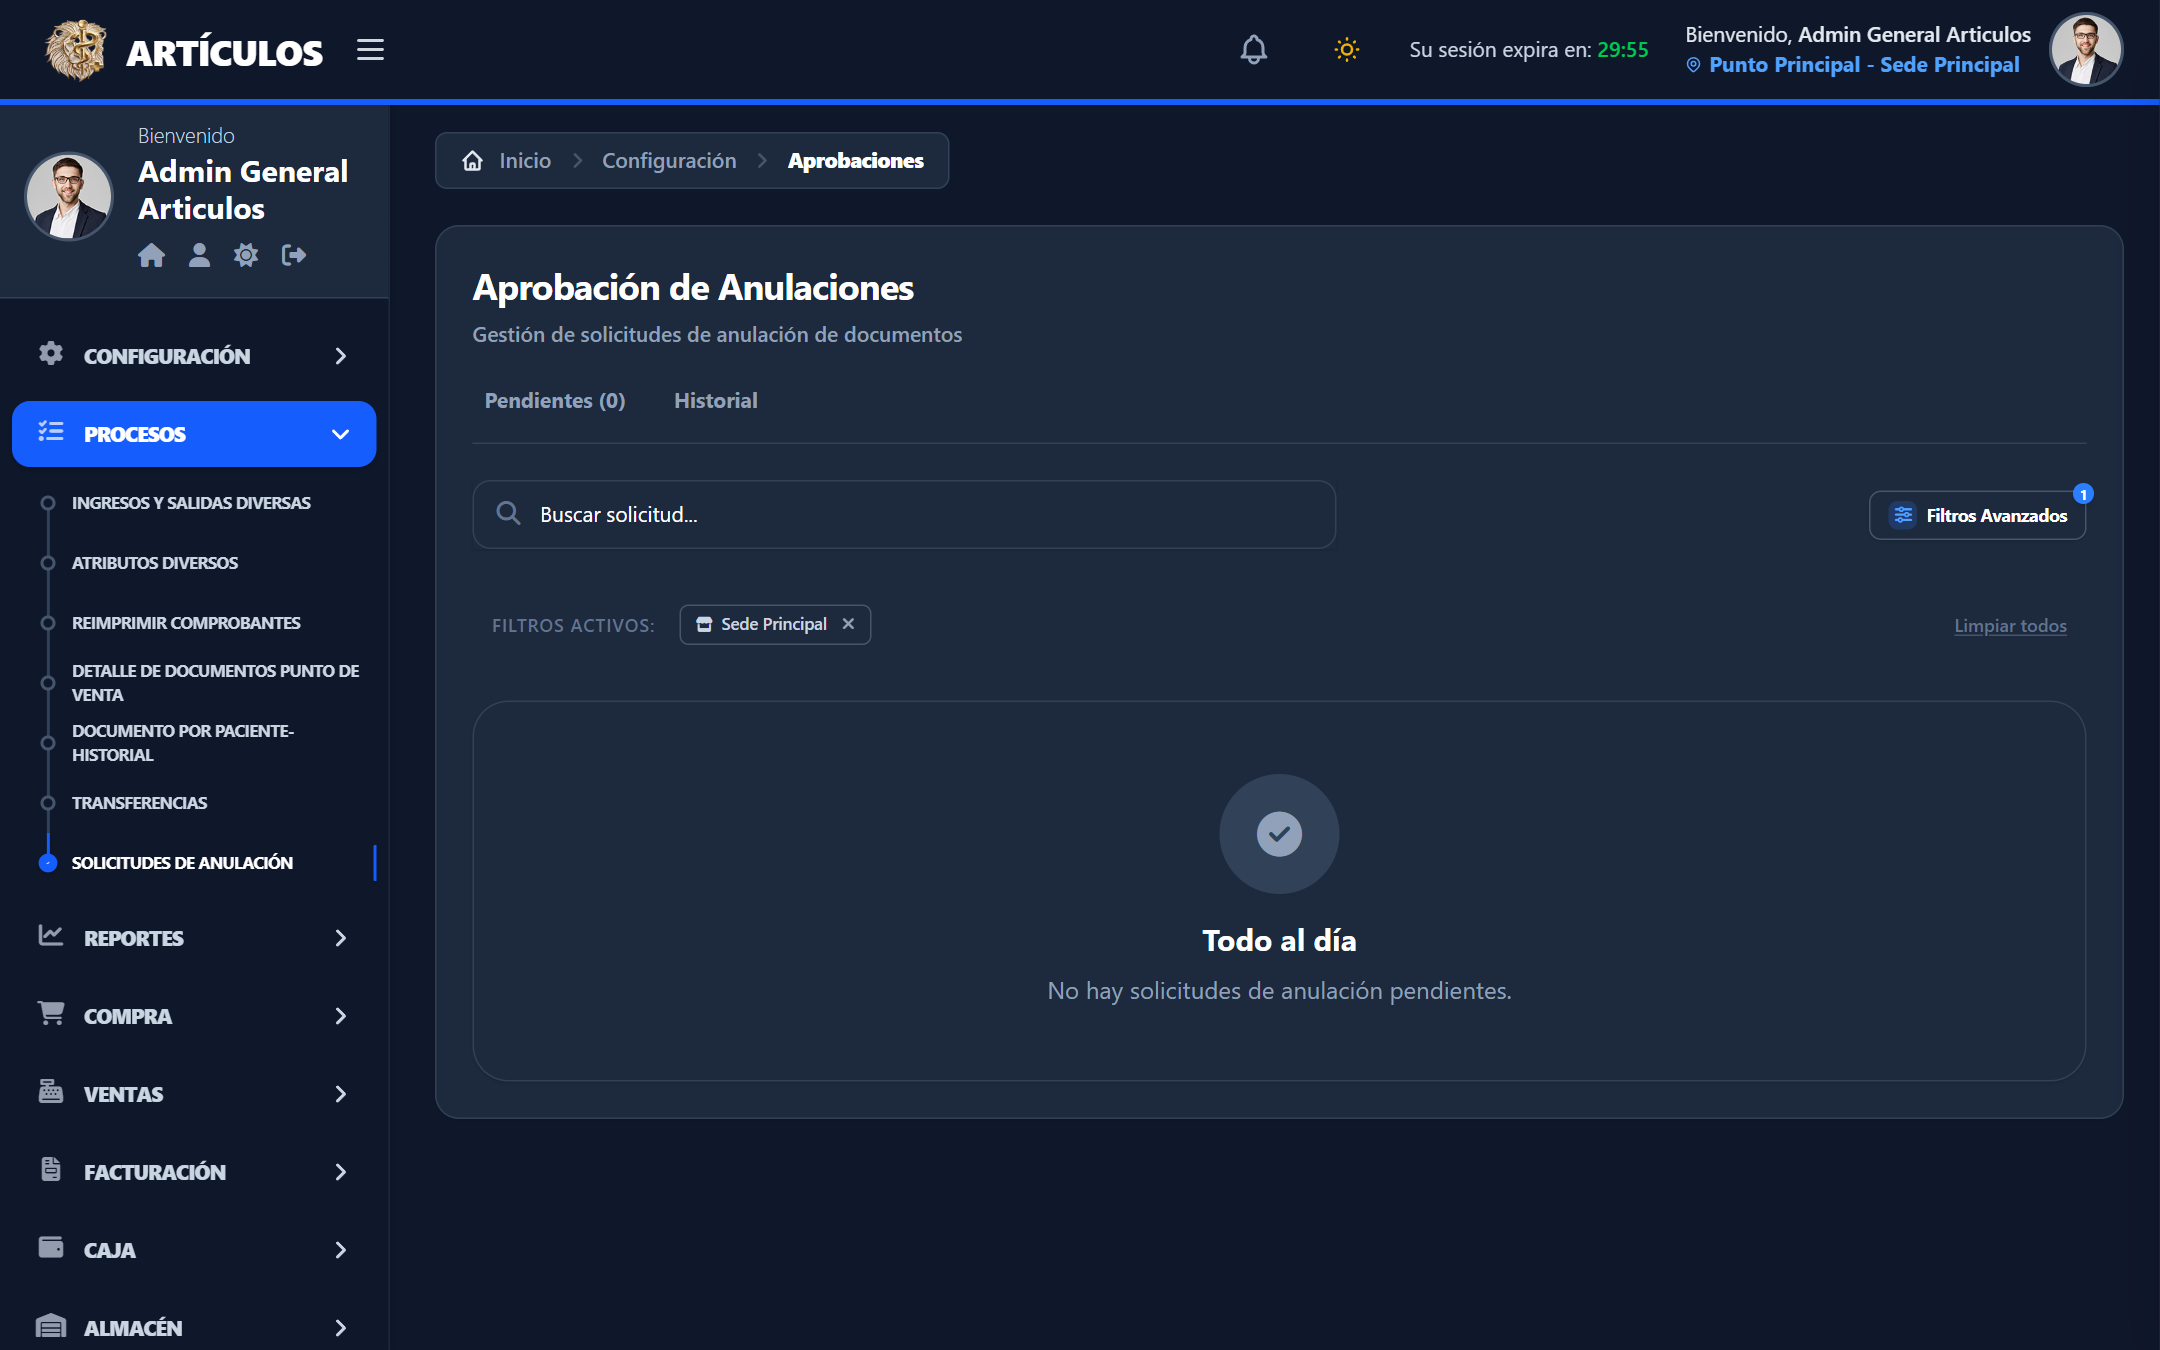 ARTÍCULOS
Su sesión expira en: 29:55
Bienvenido, Admin General Articulos
Punto Principal - Sede Principal
Bienvenido
Admin General
Articulos
CONFIGURACIÓN
PROCESOS
INGRESOS Y SALIDAS DIVERSAS
ATRIBUTOS DIVERSOS
REIMPRIMIR COMPROBANTES
DETALLE DE DOCUMENTOS PUNTO DE
VENTA
DOCUMENTO POR PACIENTE-
HISTORIAL
TRANSFERENCIAS
SOLICITUDES DE ANULACIÓN
REPORTES
COMPRA
VENTAS
FACTURACIÓN
CAJA
ALMACÉN
Inicio > Configuración > Aprobaciones
Aprobación de Anulaciones
Gestión de solicitudes de anulación de documentos
Pendientes (0) Historial
Buscar solicitud...
Filtros Avanzados 1
FILTROS ACTIVOS: Sede Principal ×
Limpiar todos
Todo al día
No hay solicitudes de anulación pendientes.